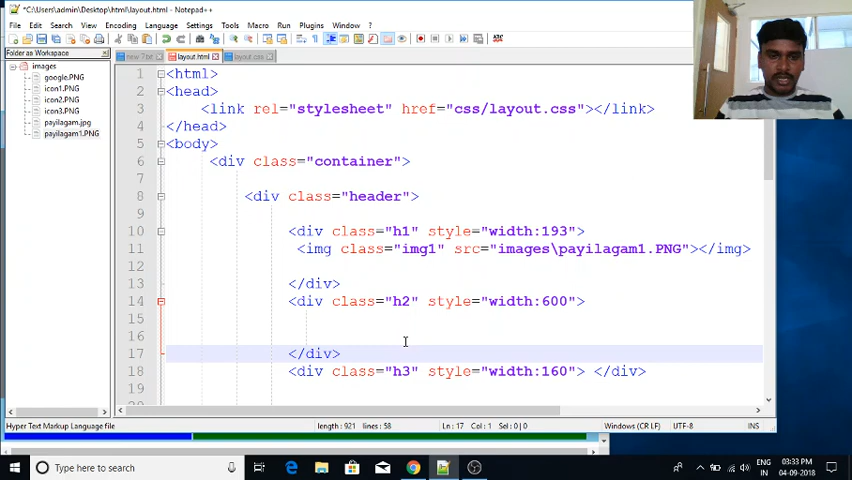 *C:\Users\admin\Desktop\html\layout.html - Notepad++
File Edit Search View Encoding Language Settings Tools Macro Run Plugins Window ?
Folder as Workspace
new 7.txt layout.html layout.css
images
google.PNG
icon1.PNG
icon2.PNG
icon3.PNG
payilagam.jpg
payilagam1.PNG
1 <html>
2 <head>
3 <link rel="stylesheet" href="css/layout.css"></link>
4 </head>
5 <body>
6 <div class="container">
7
8 <div class="header">
9
10 <div class="h1" style="width:193">
11 <img class="img1" src="images\payilagam1.PNG"></img>
12
13 </div>
14 <div class="h2" style="width:600">
15
16
17 </div>
18 <div class="h3" style="width:160"> </div>
19
Hyper Text Markup Language file length : 921 lines : 58 Ln : 17 Col : 1 Sel : 0 | 0 Windows (CR LF) UTF-8 INS
Type here to search
ENG 03:33 PM
IN 04-09-2018